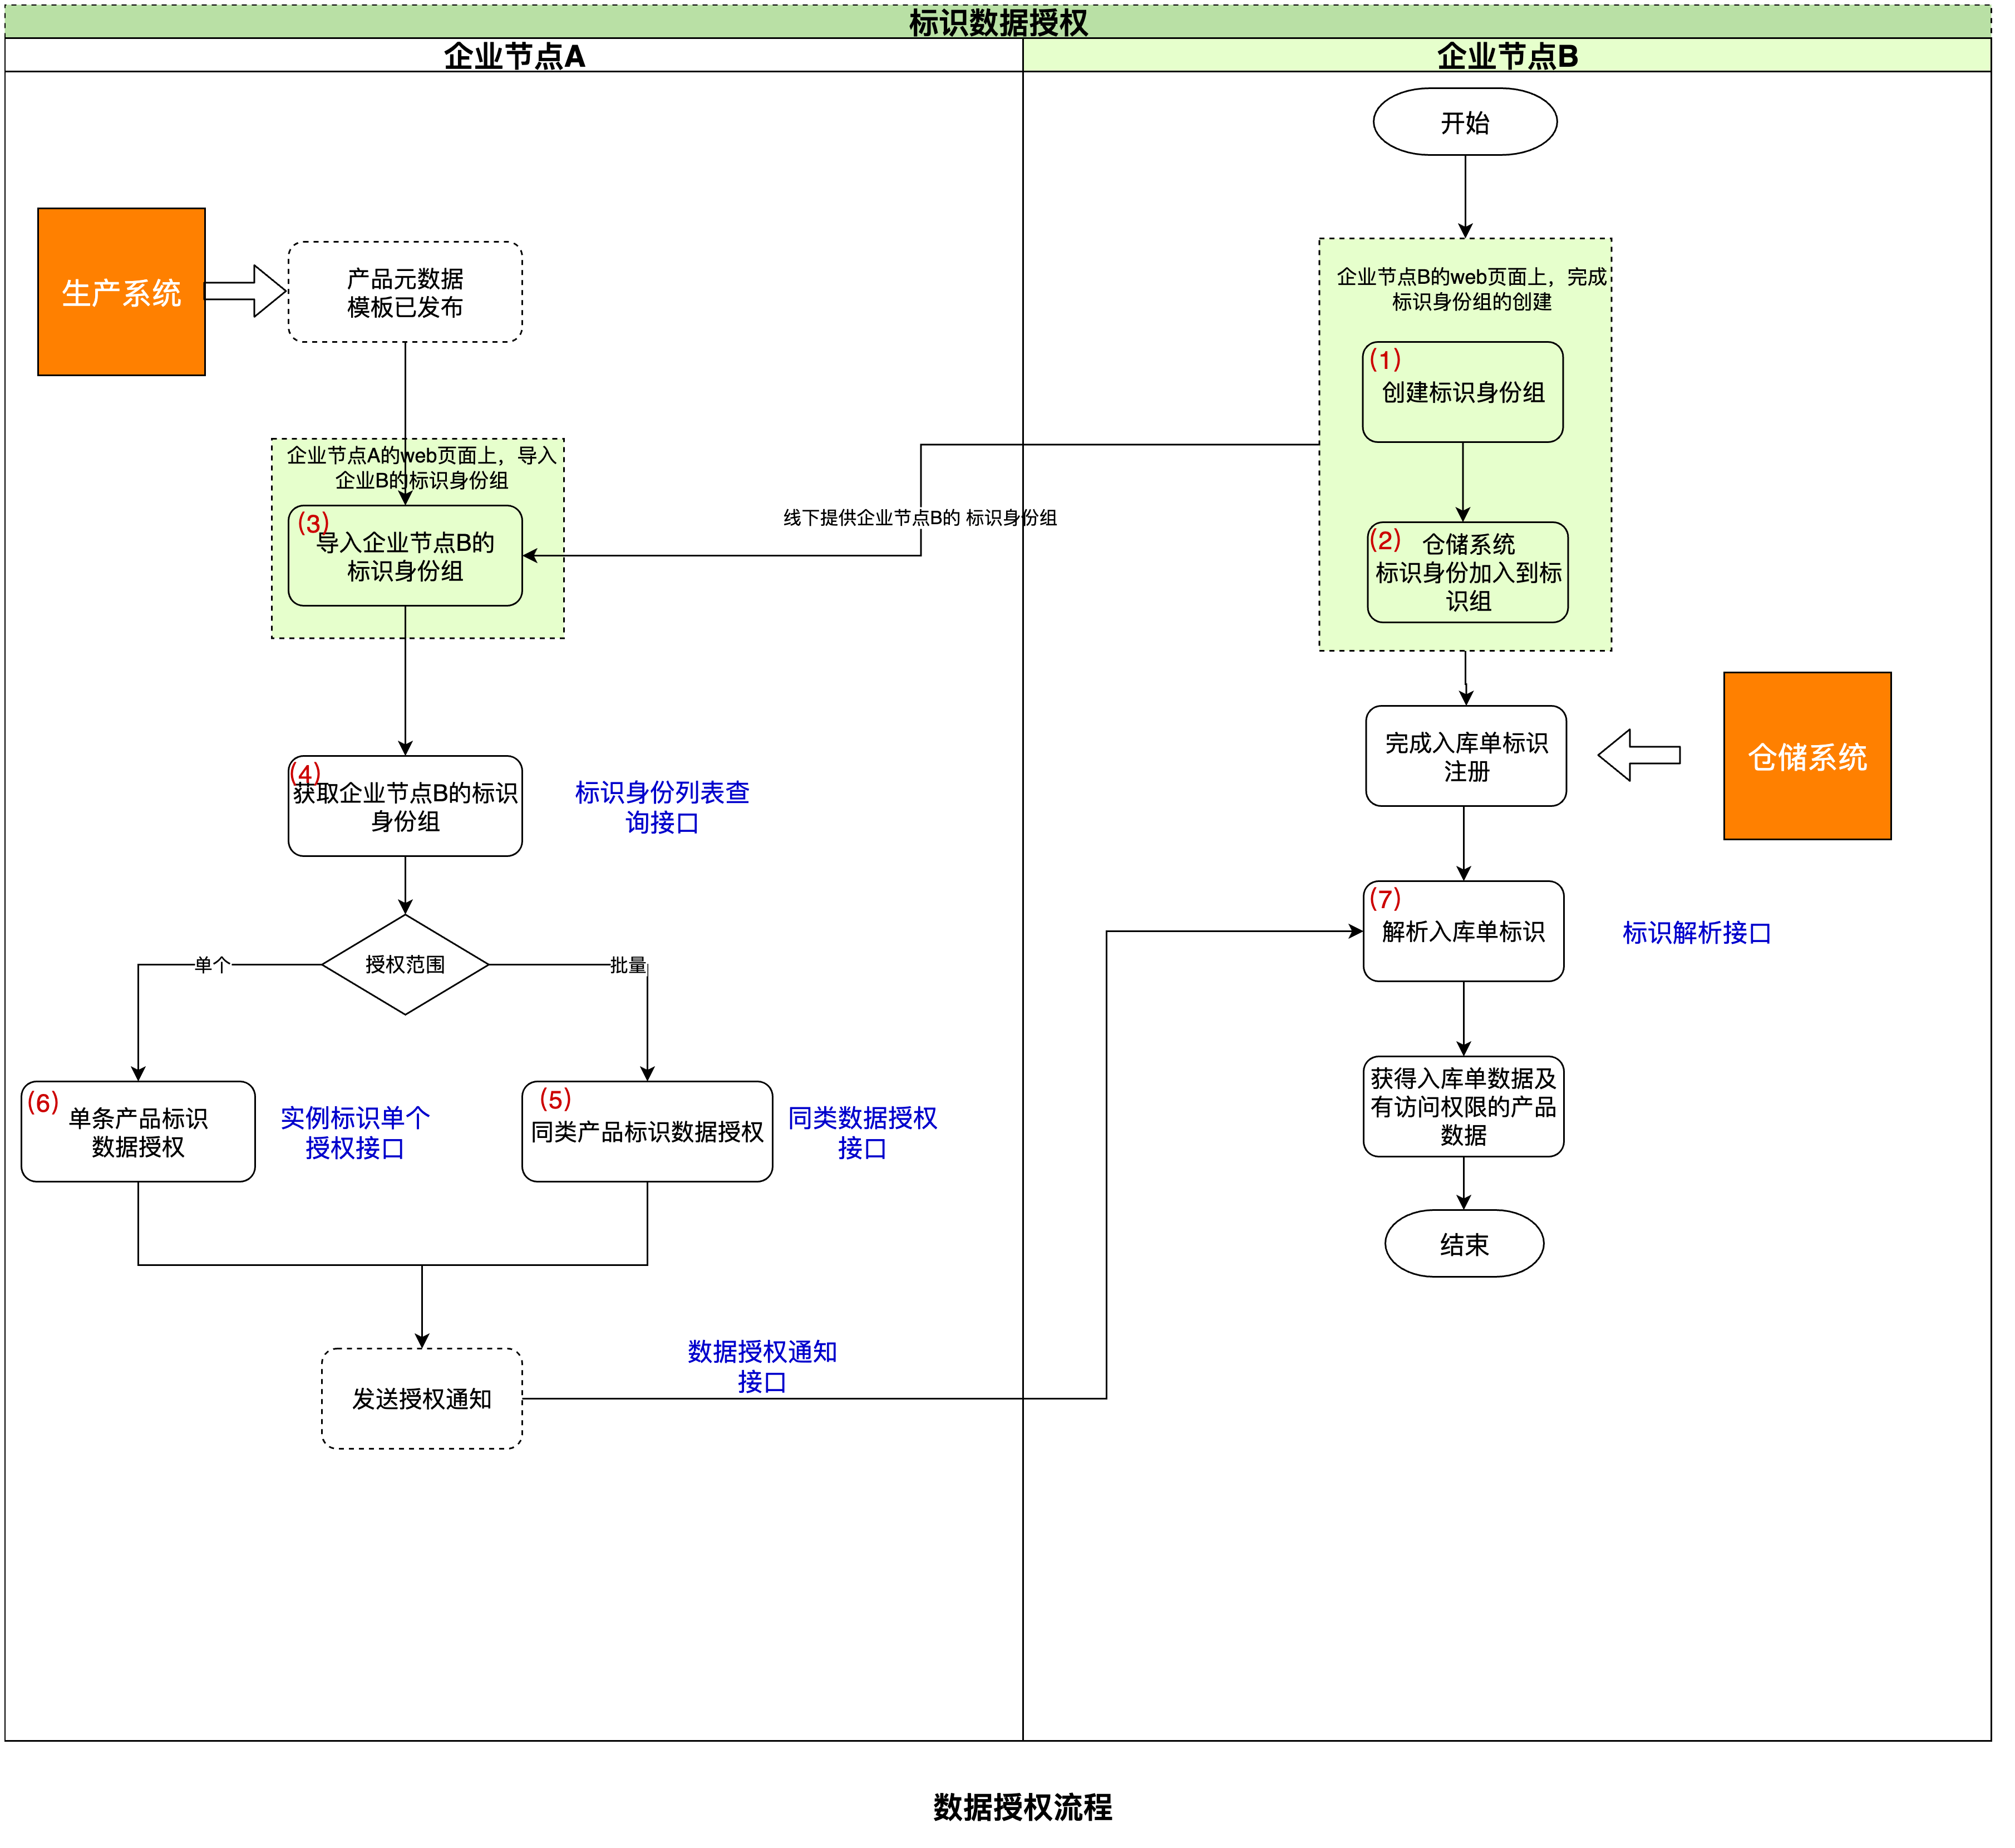 标识数据授权
企业节点A
企业节点B
开始
生产系统
产品元数据
模板已发布
企业节点B的web页面上，完成
标识身份组的创建
(1)
创建标识身份组
企业节点A的web页面上，导入
企业B的标识身份组
(3)
导入企业节点B的
标识身份组
线下提供企业节点B的 标识身份组
(2)
仓储系统
标识身份加入到标
识组
完成入库单标识
注册
仓储系统
(4)
获取企业节点B的标识
身份组
标识身份列表查
询接口
(7)
解析入库单标识
标识解析接口
单个
授权范围
批量
(6)
单条产品标识
数据授权
实例标识单个
授权接口
(5)
同类产品标识数据授权
同类数据授权
接口
获得入库单数据及
有访问权限的产品
数据
结束
发送授权通知
数据授权通知
接口
数据授权流程